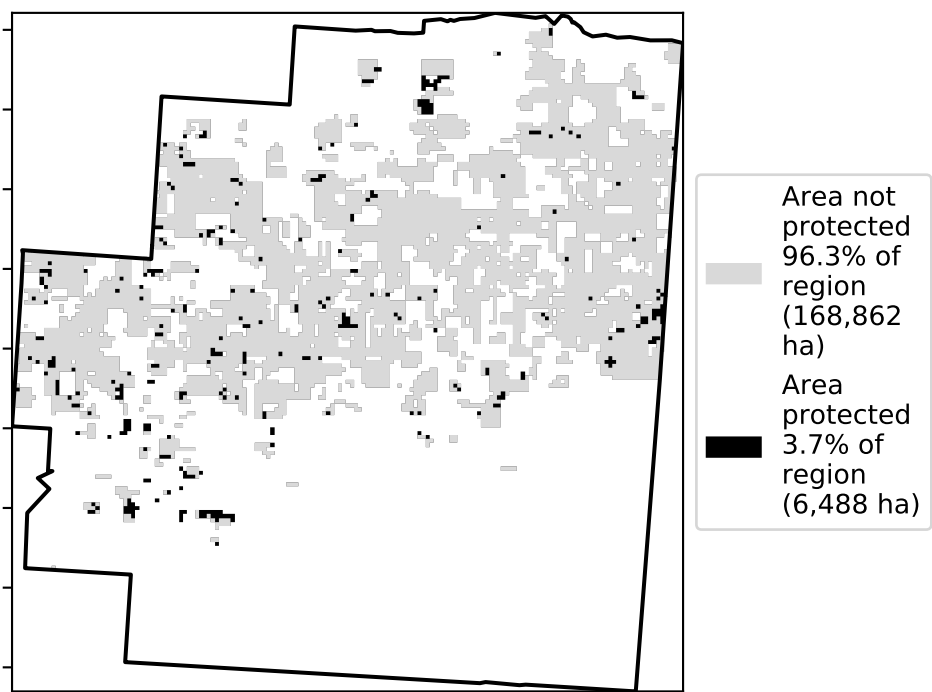 Area not
protected
96.3% of
region
(168,862
ha)
Area
protected
3.7% of
region
(6,488 ha)